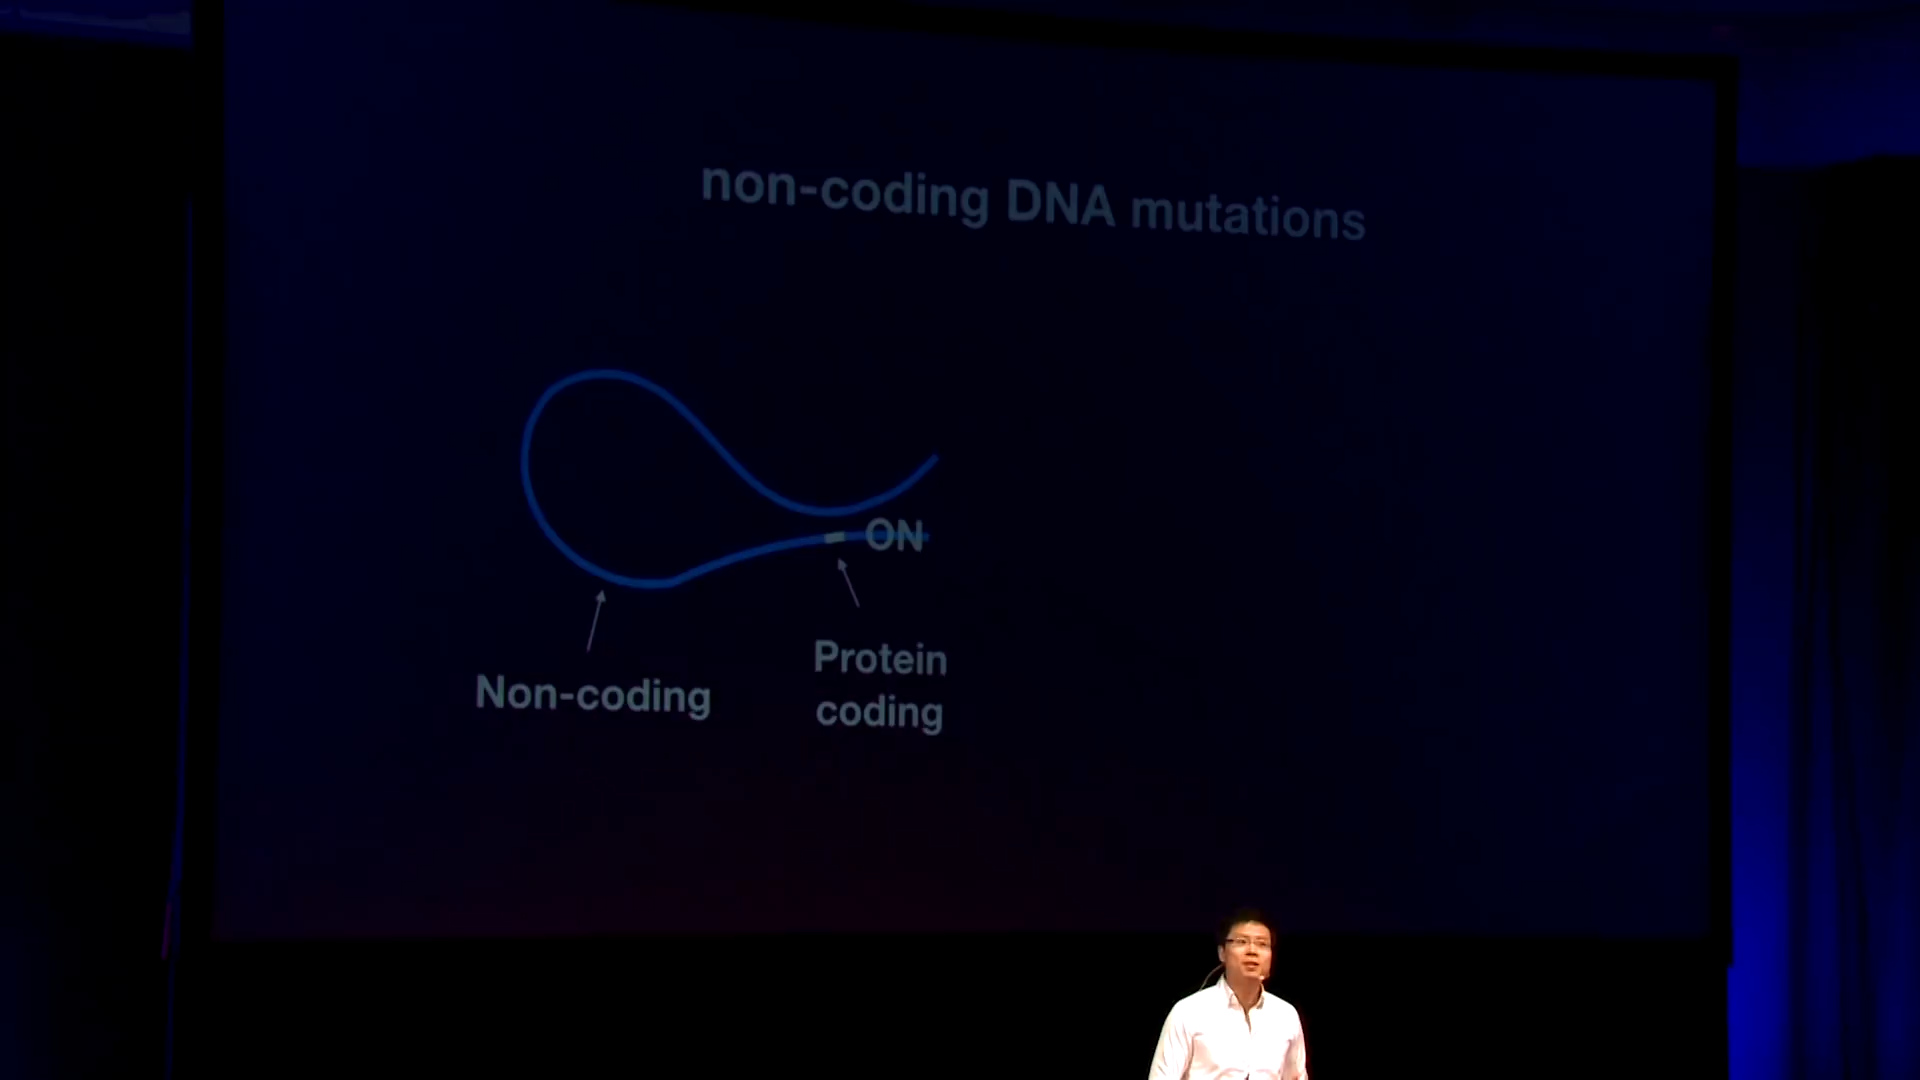 non-coding DNA mutations
ON
Non-coding
Protein
coding